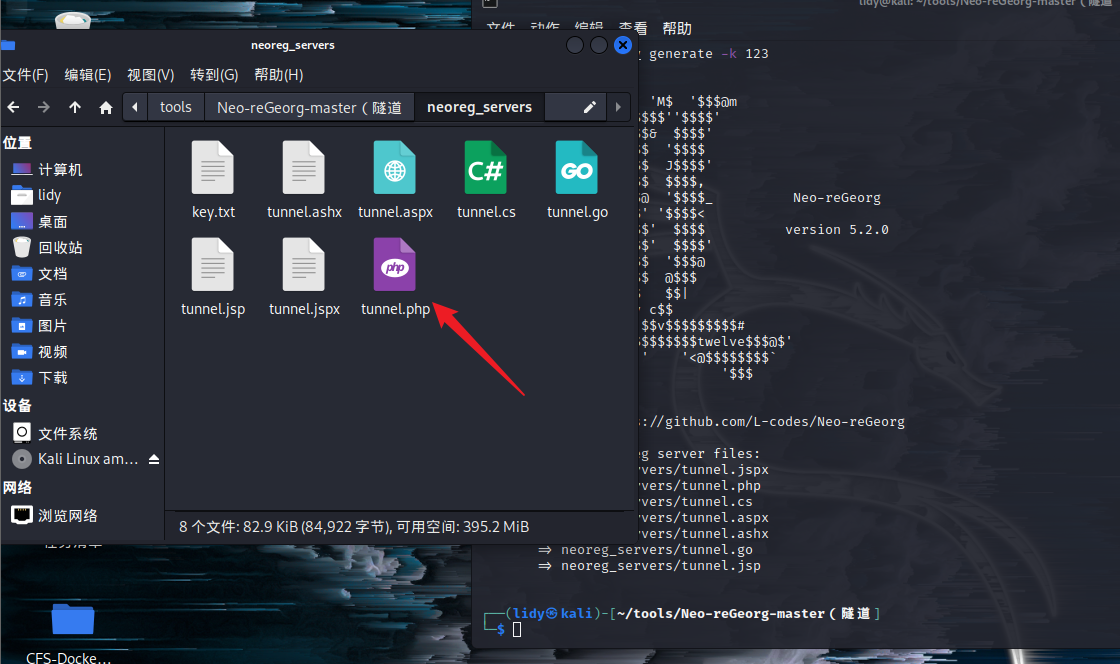 lidy@kali: ~/tools/Neo-reGeorg-master ( 隧道
文件 动作 编辑 查看 帮助
generate -k 123
neoreg_servers
文件(F) 编辑(E) 视图(V) 转到(G) 帮助(H)
tools Neo-reGeorg-master ( 隧道 neoreg_servers
位置
计算机
lidy
桌面
回收站
文档
音乐
图片
视频
下载
设备
文件系统
Kali Linux am...
网络
浏览网络
key.txt tunnel.ashx tunnel.aspx tunnel.cs tunnel.go
C# GO
tunnel.jsp tunnel.jspx tunnel.php
php
8 个文件: 82.9 KiB (84,922 字节), 可用空间: 395.2 MiB
'M$ '$$$@m
$$$$''$$$$'
$& $$$$'
$ '$$$$
$ J$$$$'
$ $$$$,
@ '$$$$_ Neo-reGeorg
' '$$$$<
$' $$$$ version 5.2.0
$' $$$$'
$ '$$$@
$ @$$$
$$|
c$$
$$v$$$$$$$$$#
$$$$$$$$twelve$$$@$'
' '<@$$$$$$$$`
'$$$
://github.com/L-codes/Neo-reGeorg
g server files:
vers/tunnel.jspx
vers/tunnel.php
vers/tunnel.cs
vers/tunnel.aspx
vers/tunnel.ashx
=> neoreg_servers/tunnel.go
=> neoreg_servers/tunnel.jsp
┌──(lidy㉿kali)-[~/tools/Neo-reGeorg-master ( 隧道 ]
└─$
CFS-Docke...